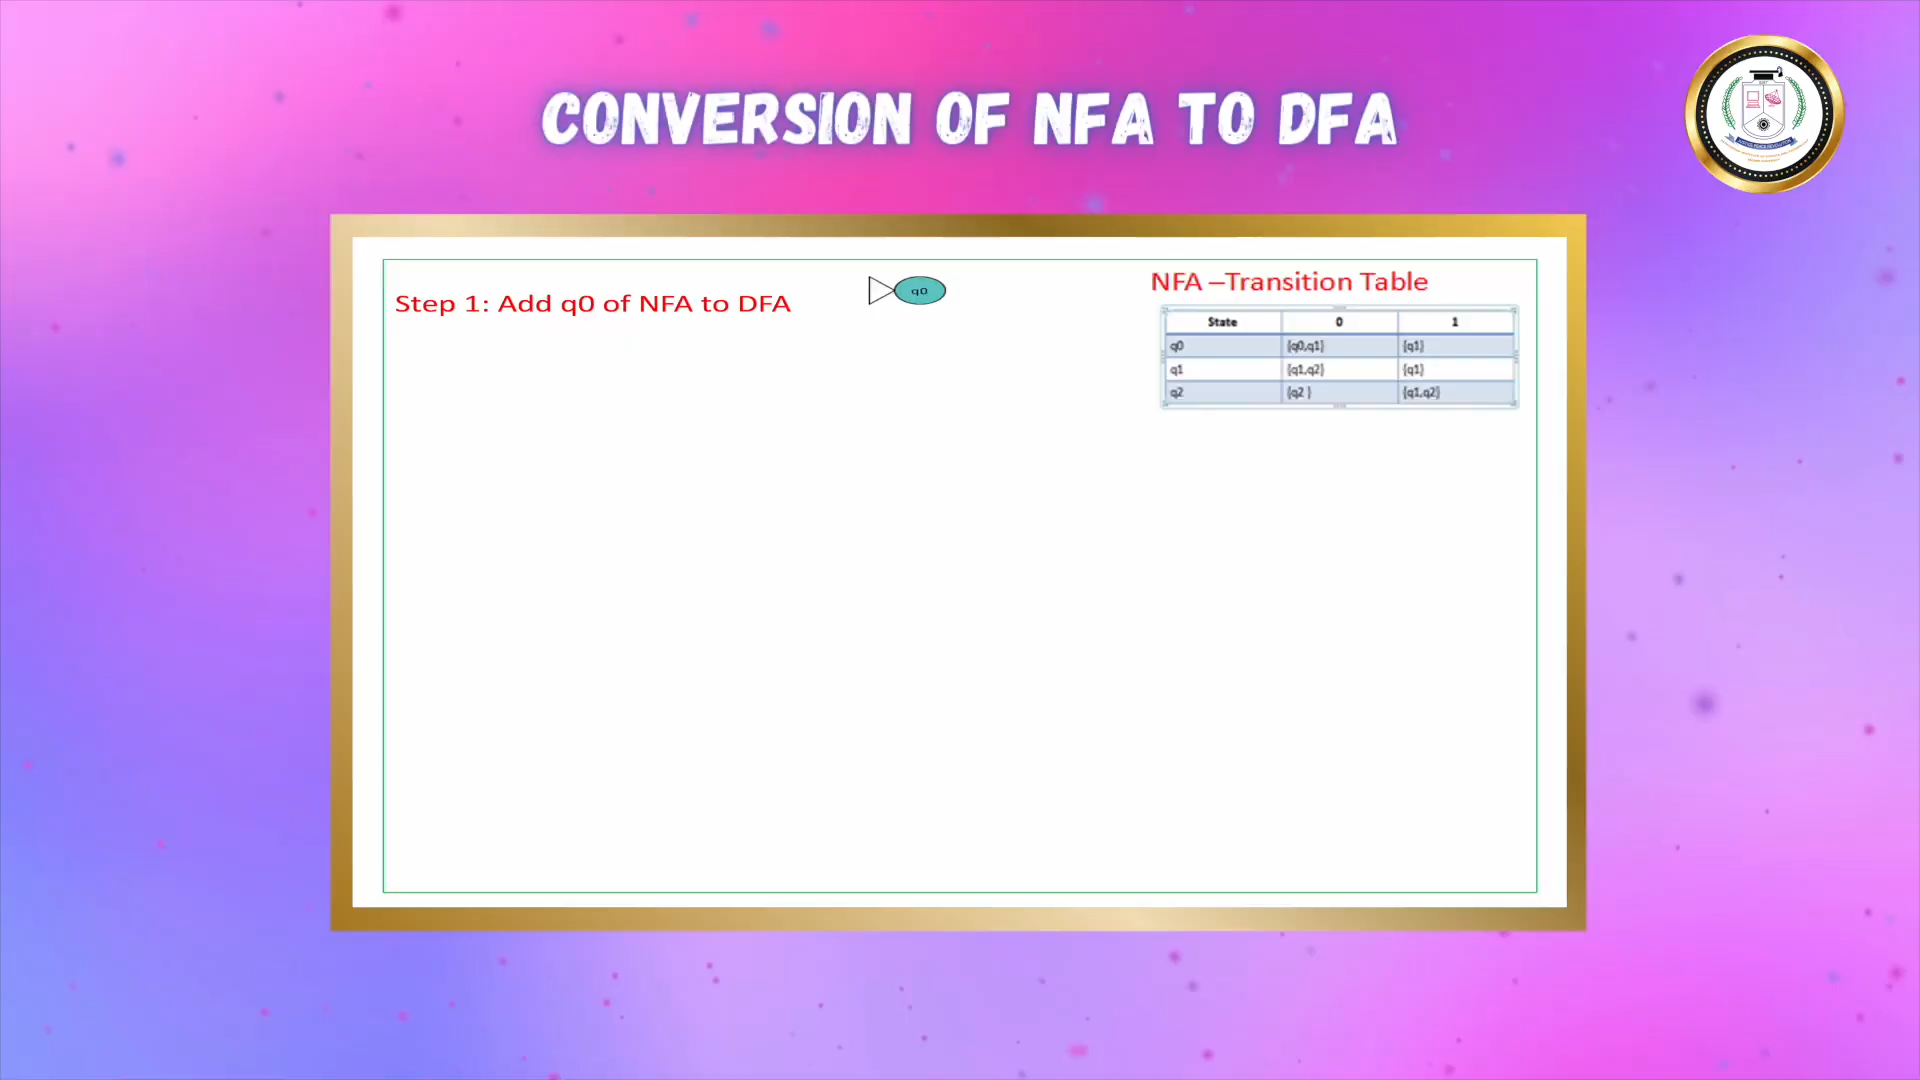 CONVERSION OF NFA TO DFA
Step 1: Add q0 of NFA to DFA
q0
NFA –Transition Table
State 0 1
q0 {q0,q1} {q1}
q1 {q1,q2} {q1}
q2 {q2 } {q1,q2}